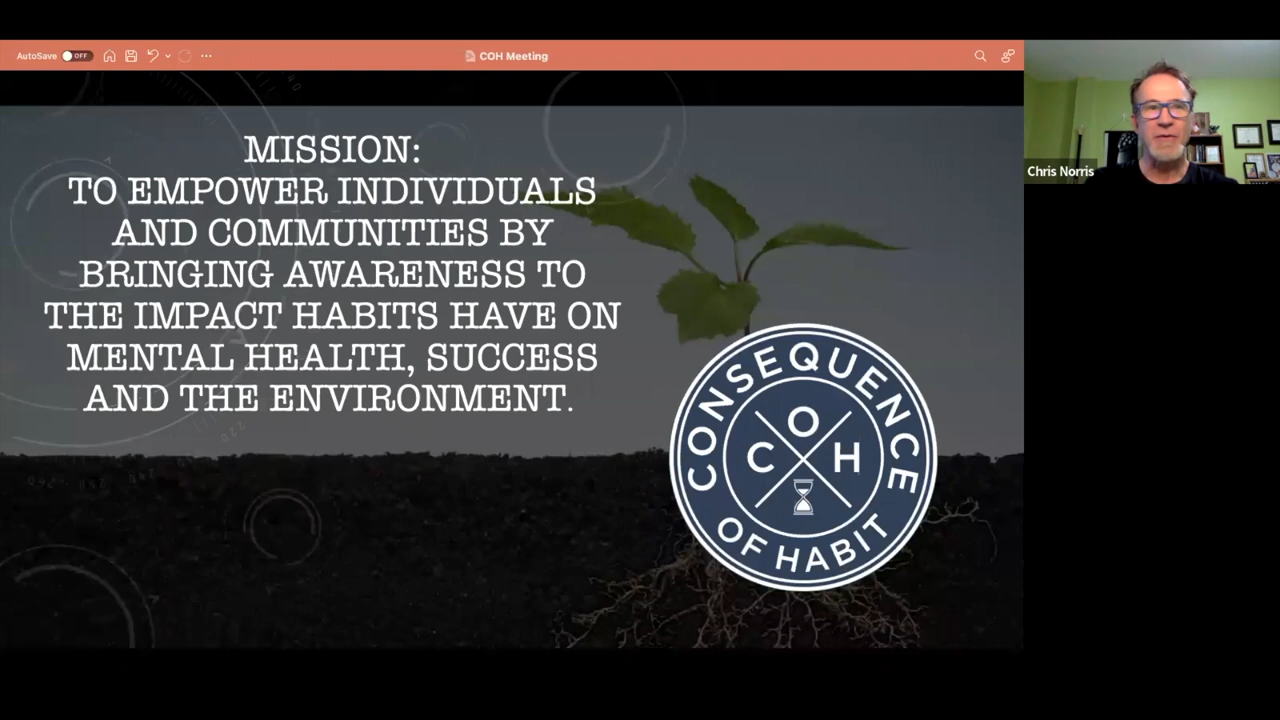 AutoSave OFF
COH Meeting
MISSION:
TO EMPOWER INDIVIDUALS
AND COMMUNITIES BY
BRINGING AWARENESS TO
THE IMPACT HABITS HAVE ON
MENTAL HEALTH, SUCCESS
AND THE ENVIRONMENT.
CONSEQUENCE
O
C H
OF HABIT
Chris Norris